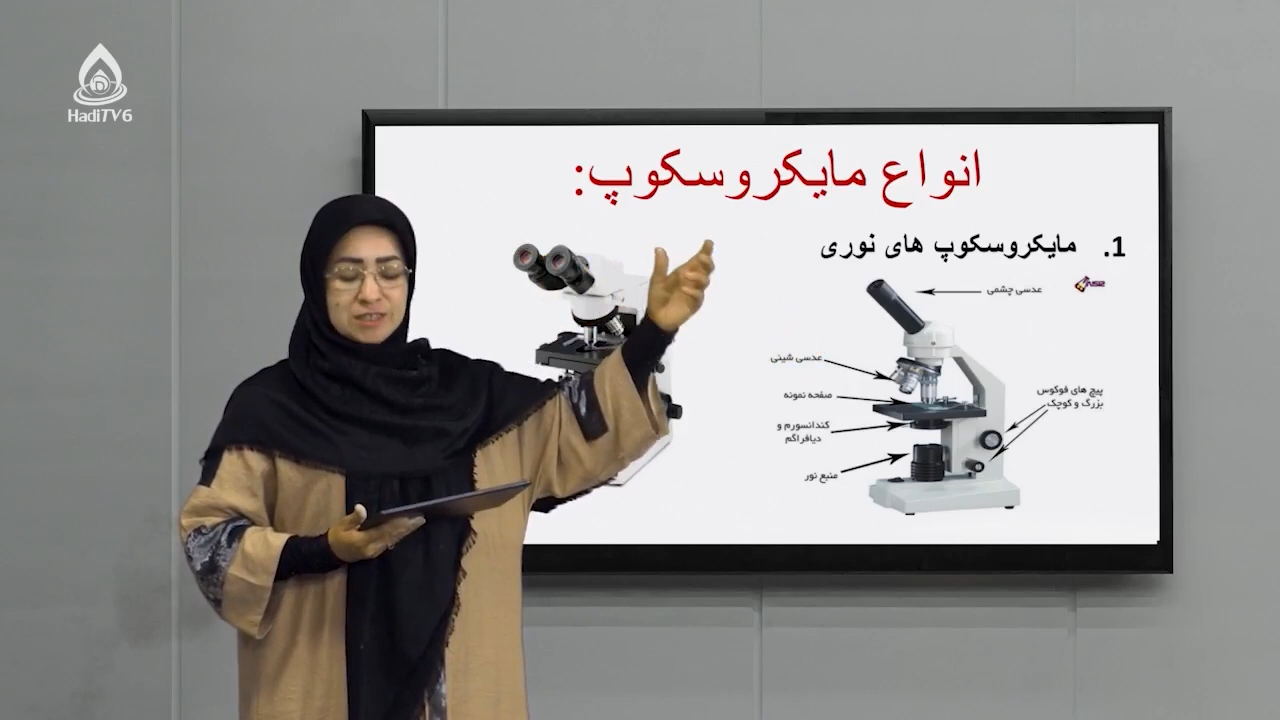 HadiTV6
انواع مایکروسکوپ:
1. مایکروسکوپ های نوری
عدسی چشمی
عدسی شینی
صفحه نمونه
کندانسورم و
دیافراگم
منبع نور
پیچ های فوکوس
بزرگ و کوچک